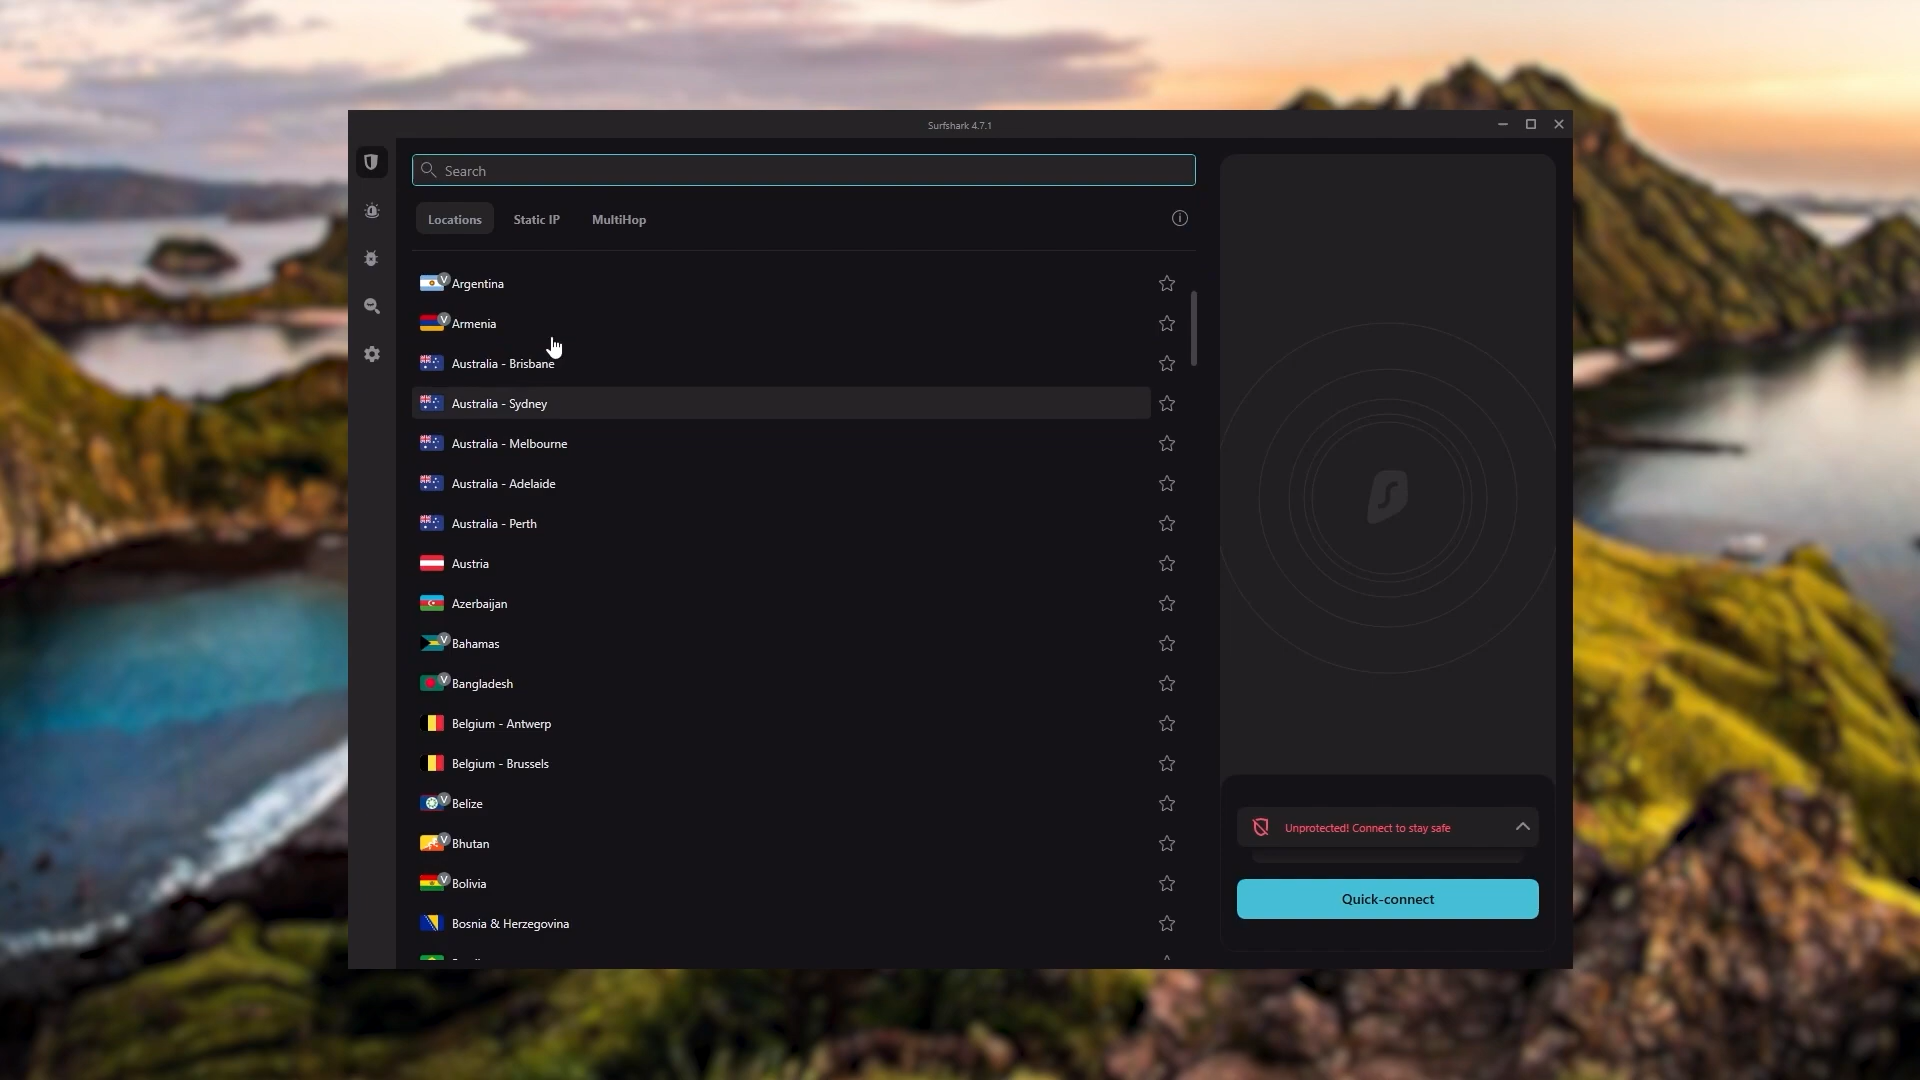 Surfshark 4.7.1
Search
Locations Static IP MultiHop
V Argentina
V Armenia
Australia - Brisbane
Australia - Sydney
Australia - Melbourne
Australia - Adelaide
Australia - Perth
Austria
Azerbaijan
V Bahamas
V Bangladesh
Belgium - Antwerp
Belgium - Brussels
V Belize
V Bhutan
V Bolivia
Bosnia & Herzegovina
Unprotected! Connect to stay safe
Quick-connect